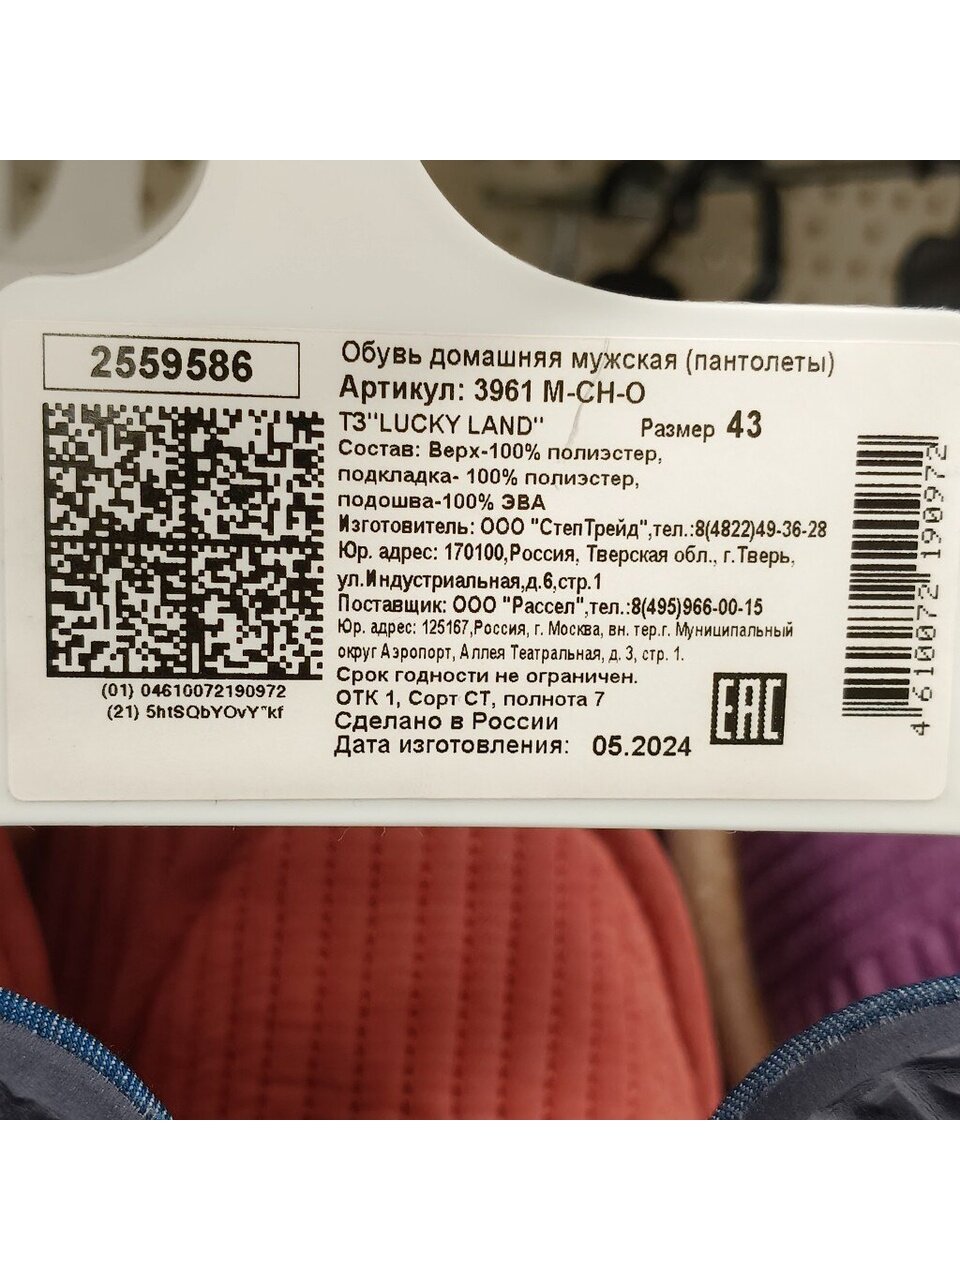 2559586
(01) 04610072190972
(21) 5htSQbYOvY"kf
Обувь домашняя мужская (пантолеты)
Артикул: 3961 М-СН-О
ТЗ"LUCKY LAND" Размер 43
Состав: Верх-100% полиэстер,
подкладка- 100% полиэстер,
подошва-100% ЭВА
Изготовитель: ООО "СтепТрейд",тел.:8(4822)49-36-28
Юр. адрес: 170100,Россия, Тверская обл., г.Тверь,
ул.Индустриальная,д.6,стр.1
Поставщик: ООО "Рассел",тел.:8(495)966-00-15
Юр. адрес: 125167,Россия, г. Москва, вн. тер.г. Муниципальный
округ Аэропорт, Аллея Театральная, д. 3, стр. 1.
Срок годности не ограничен.
ОТК 1, Сорт СТ, полнота 7
Сделано в России
Дата изготовления: 05.2024
EAC
4 610072 190972